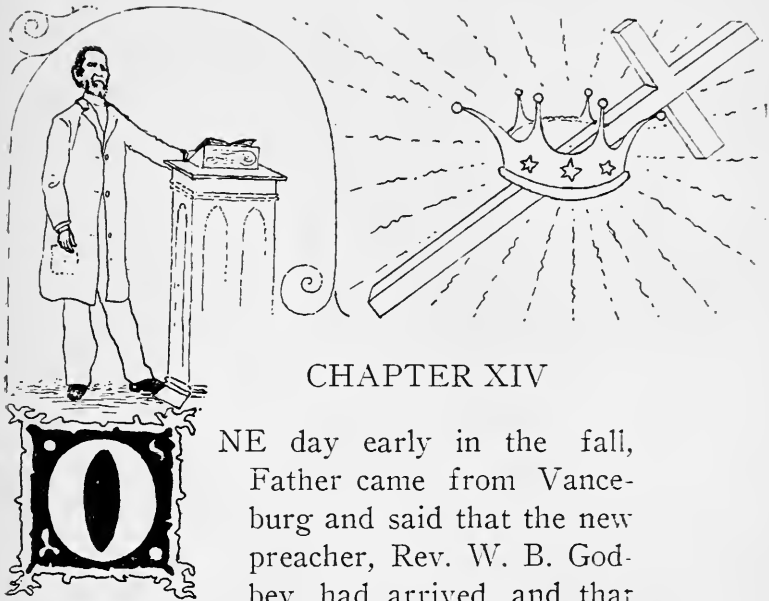 CHAPTER XIV
ONE day early in the fall,
Father came from Vance-
burg and said that the new
preacher, Rev. W. B. God-
bey, had arrived, and that